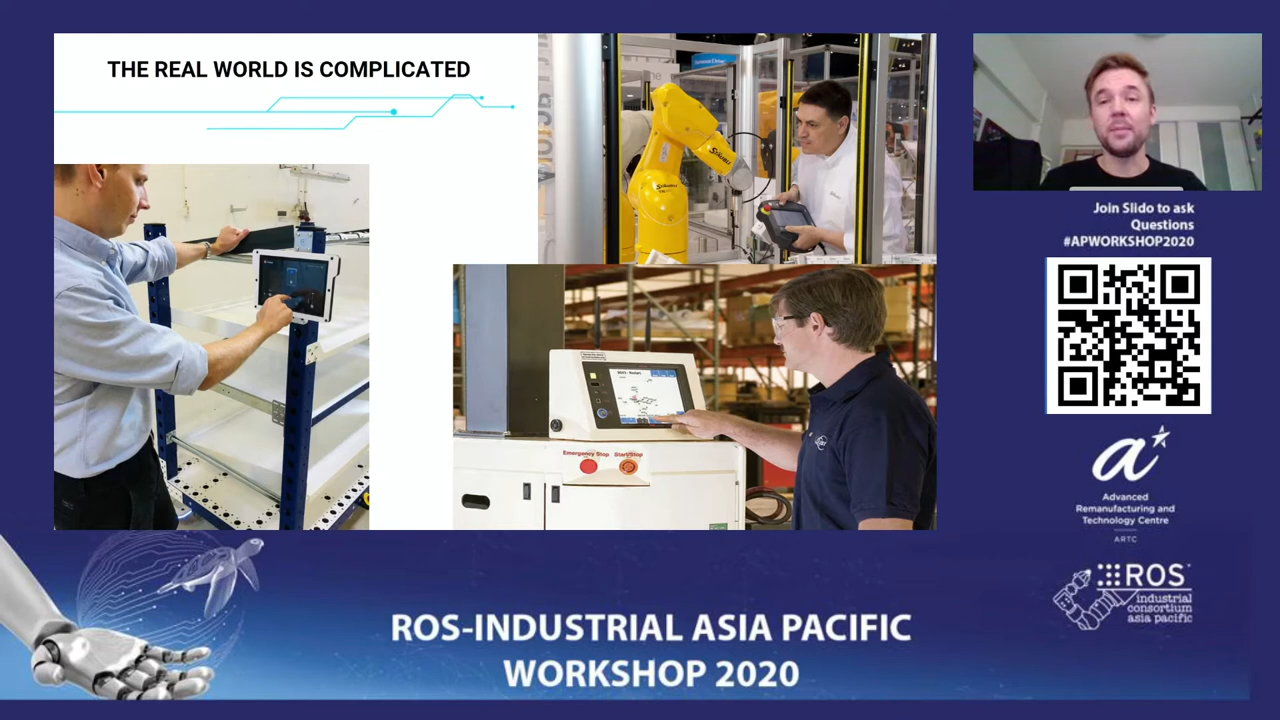 THE REAL WORLD IS COMPLICATED
STÄUBLI
STÄUBLI
Emergency Stop Start/Stop
Join Slido to ask
Questions
#APWORKSHOP2020
a
Advanced
Remanufacturing and
Technology Centre
ARTC
ROS
industrial
consortium
asia pacific
ROS-INDUSTRIAL ASIA PACIFIC
WORKSHOP 2020